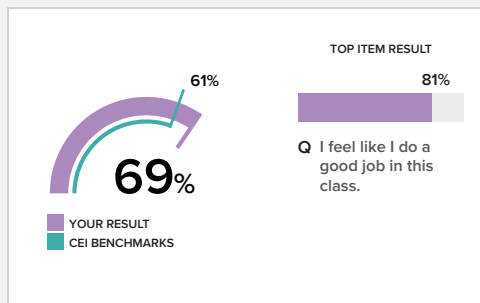 61%
69%
YOUR RESULT
CEI BENCHMARKS
TOP ITEM RESULT
81%
Q I feel like I do a
good job in this
class.